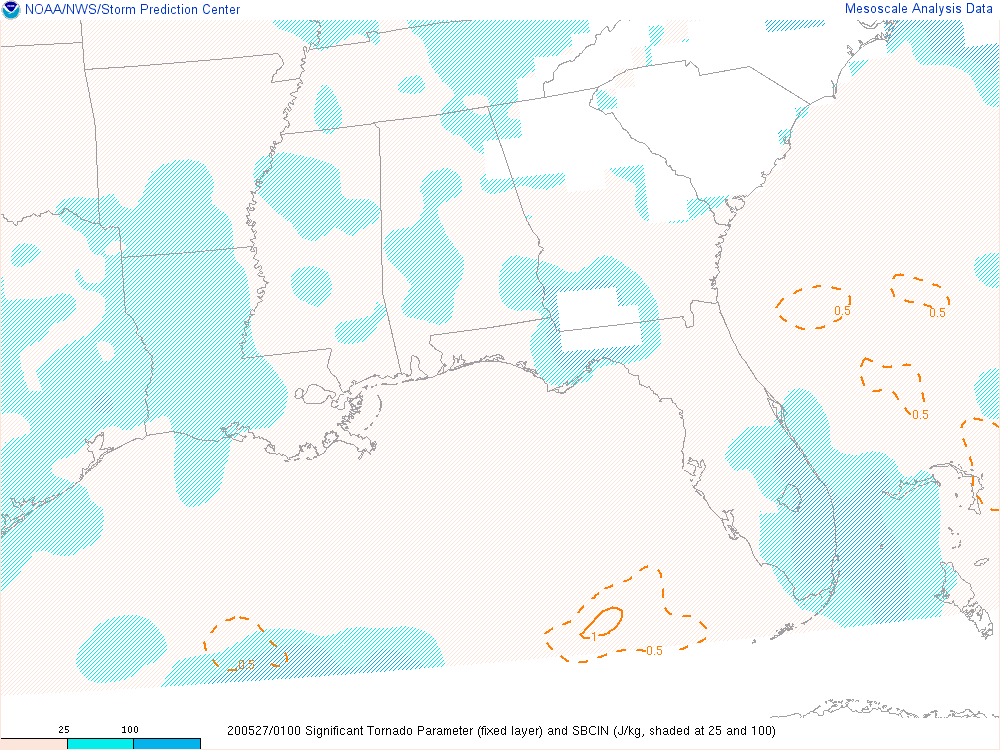 NOAA/NWS/Storm Prediction Center
Mesoscale Analysis Data
0.5
0.5
0.5
1
0.5
0.5
25 100
200527/0100 Significant Tornado Parameter (fixed layer) and SBCIN (J/kg, shaded at 25 and 100)